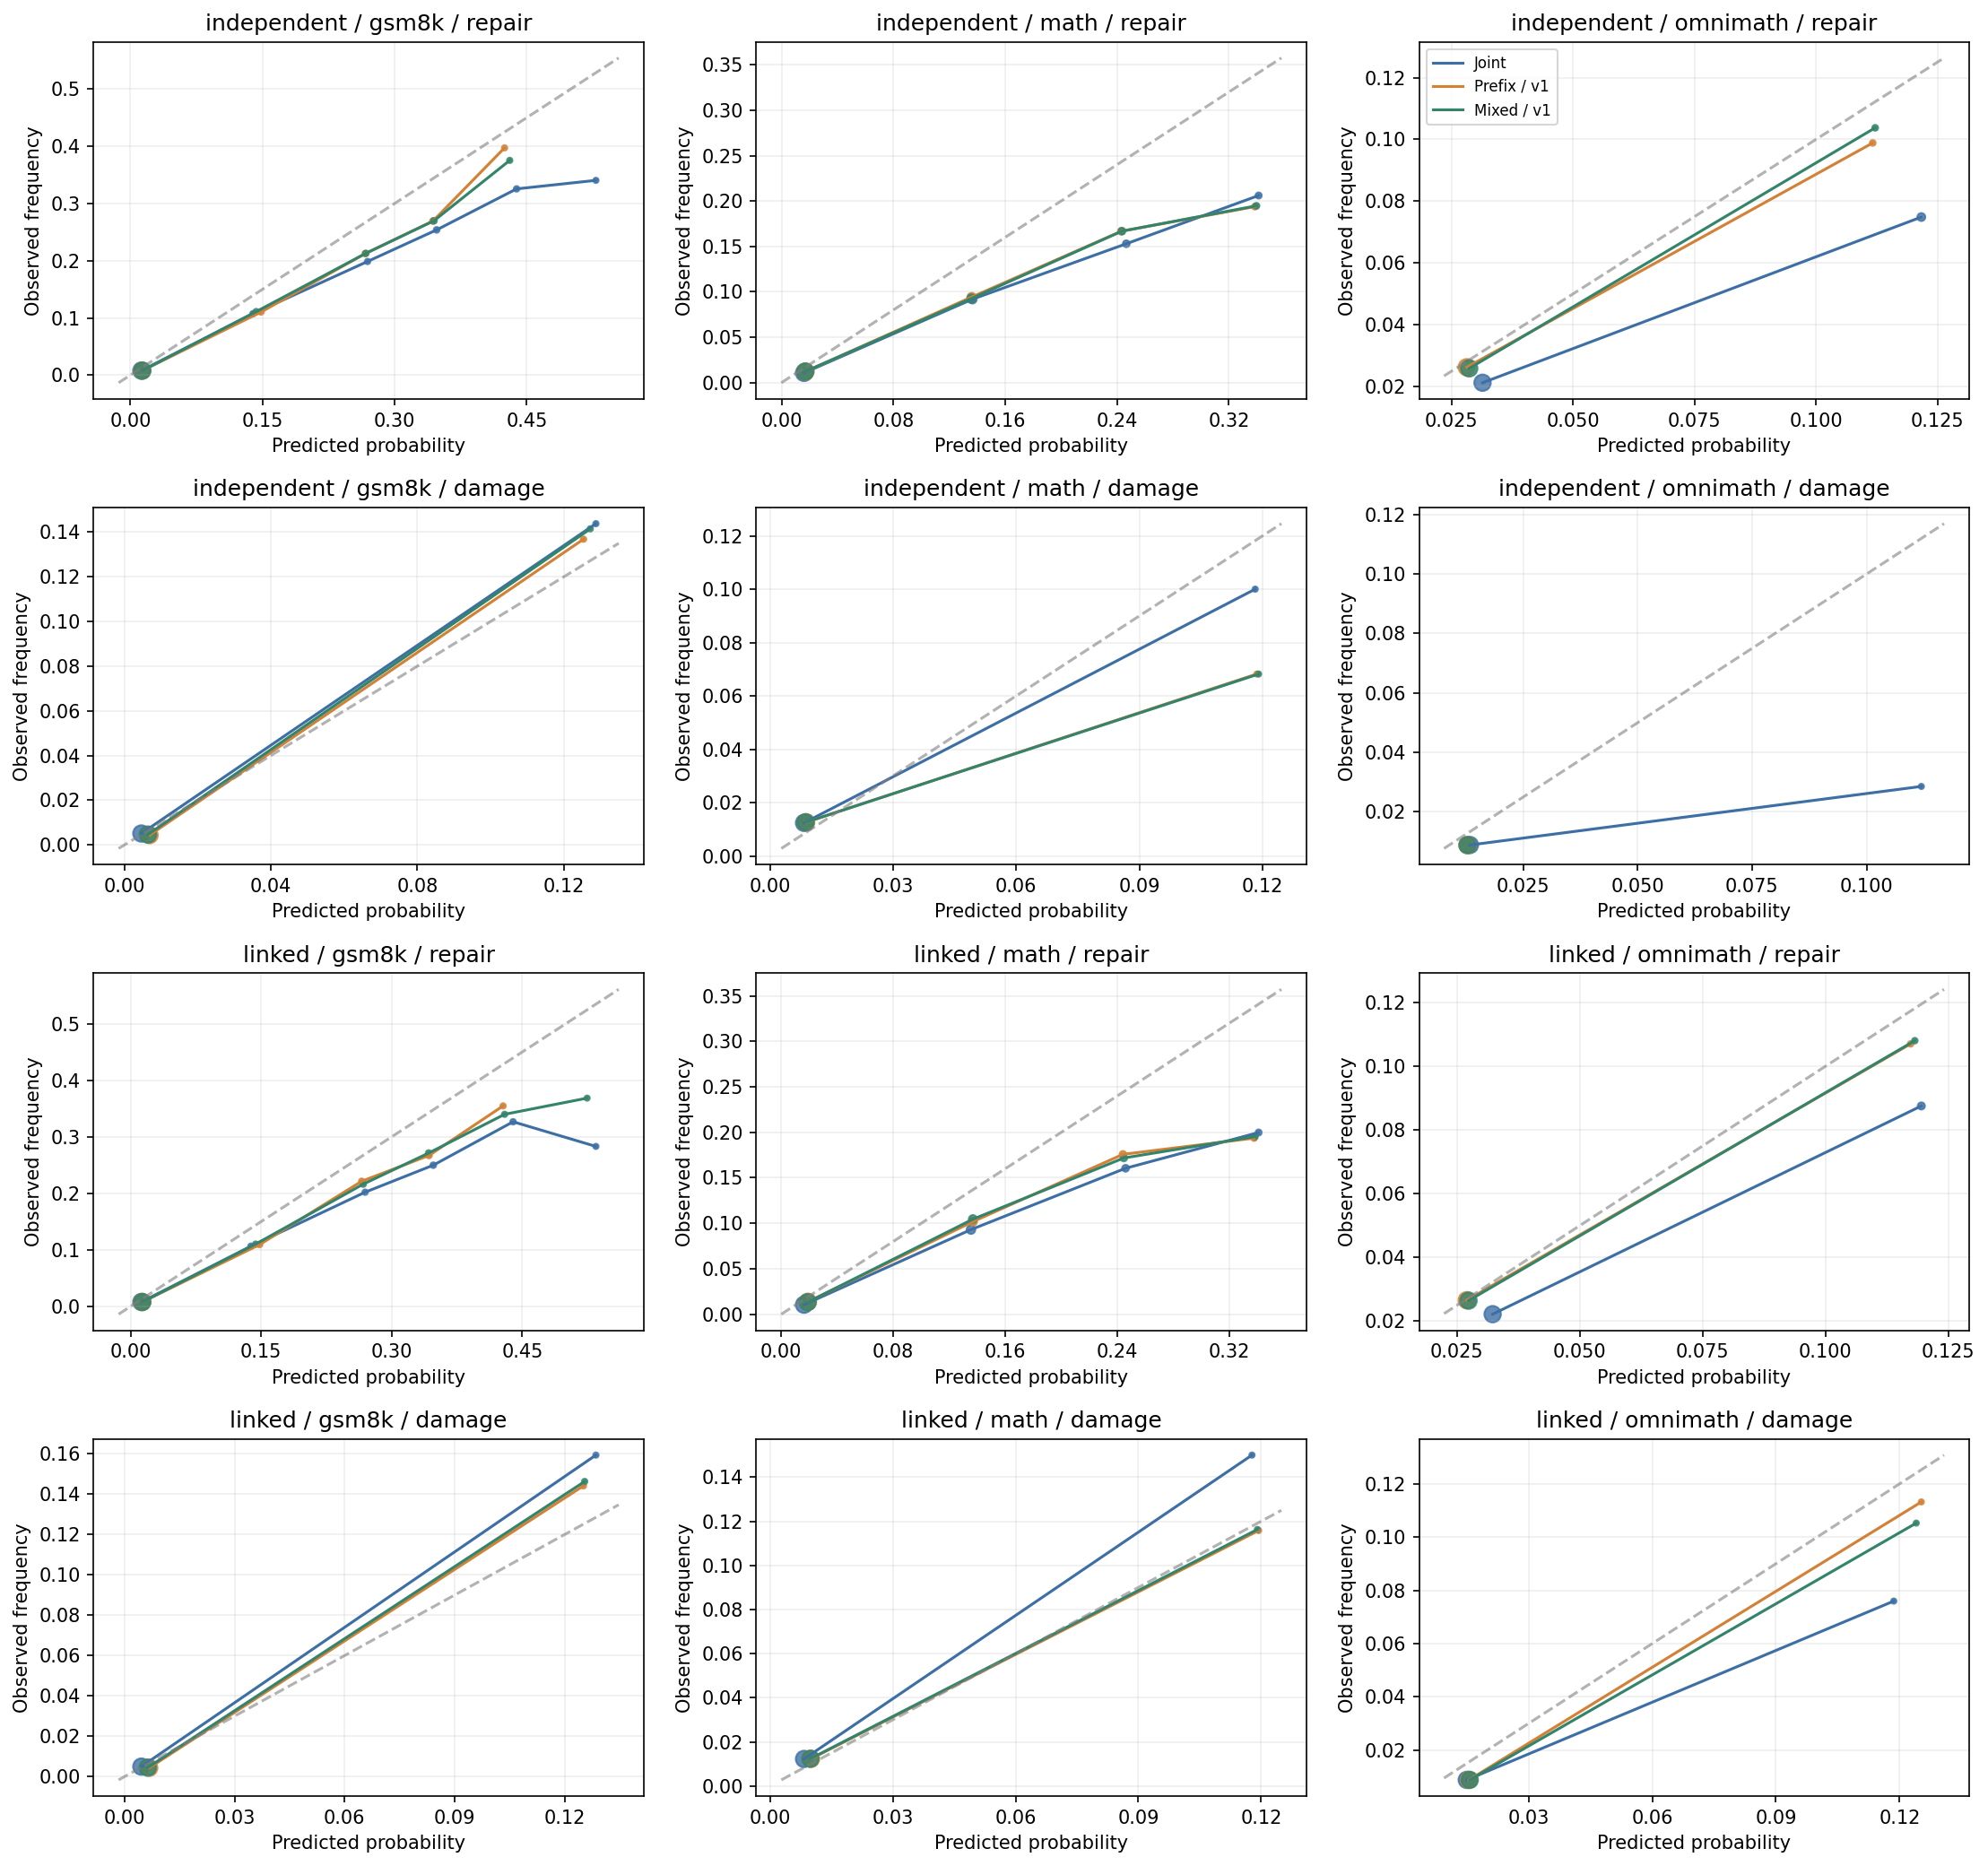 independent / gsm8k / repair
independent / math / repair
independent / omnimath / repair
Observed frequency
0.5
0.4
0.3
0.2
0.1
0.0
0.00 0.15 0.30 0.45
Predicted probability
Observed frequency
0.35
0.30
0.25
0.20
0.15
0.10
0.05
0.00
0.00 0.08 0.16 0.24 0.32
Predicted probability
Observed frequency
0.12
0.10
0.08
0.06
0.04
0.02
Joint
Prefix / v1
Mixed / v1
0.025 0.050 0.075 0.100 0.125
Predicted probability
independent / gsm8k / damage
independent / math / damage
independent / omnimath / damage
Observed frequency
0.14
0.12
0.10
0.08
0.06
0.04
0.02
0.00
0.00 0.04 0.08 0.12
Predicted probability
Observed frequency
0.12
0.10
0.08
0.06
0.04
0.02
0.00
0.00 0.03 0.06 0.09 0.12
Predicted probability
Observed frequency
0.12
0.10
0.08
0.06
0.04
0.02
0.025 0.050 0.075 0.100
Predicted probability
linked / gsm8k / repair
linked / math / repair
linked / omnimath / repair
Observed frequency
0.5
0.4
0.3
0.2
0.1
0.0
0.00 0.15 0.30 0.45
Predicted probability
Observed frequency
0.35
0.30
0.25
0.20
0.15
0.10
0.05
0.00
0.00 0.08 0.16 0.24 0.32
Predicted probability
Observed frequency
0.12
0.10
0.08
0.06
0.04
0.02
0.025 0.050 0.075 0.100 0.125
Predicted probability
linked / gsm8k / damage
linked / math / damage
linked / omnimath / damage
Observed frequency
0.16
0.14
0.12
0.10
0.08
0.06
0.04
0.02
0.00
0.00 0.03 0.06 0.09 0.12
Predicted probability
Observed frequency
0.14
0.12
0.10
0.08
0.06
0.04
0.02
0.00
0.00 0.03 0.06 0.09 0.12
Predicted probability
Observed frequency
0.12
0.10
0.08
0.06
0.04
0.02
0.03 0.06 0.09 0.12
Predicted probability